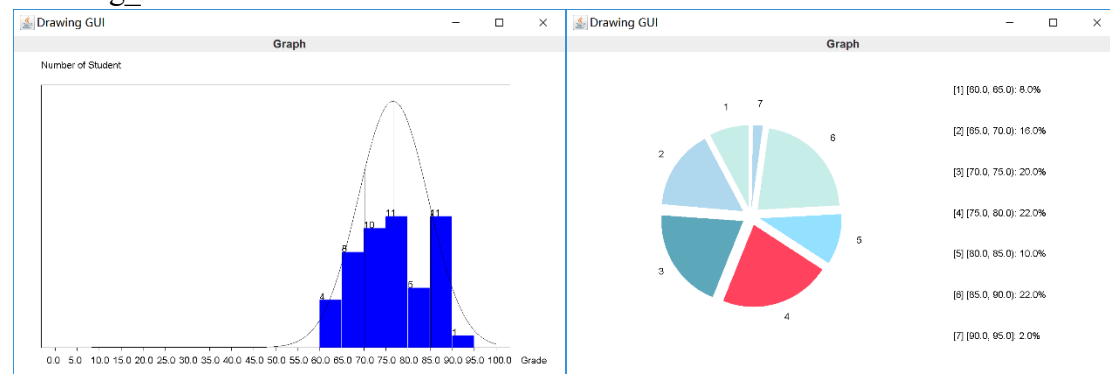 Drawing GUI
Graph
Number of Student
4
8
10
11
5
11
1
0.0 5.0 10.0 15.0 20.0 25.0 30.0 35.0 40.0 45.0 50.0 55.0 60.0 65.0 70.0 75.0 80.0 85.0 90.0 95.0 100.0 Grade
Drawing GUI
Graph
1
7
2
6
3
5
4
[1] [60.0, 65.0): 8.0%
[2] [65.0, 70.0): 16.0%
[3] [70.0, 75.0): 20.0%
[4] [75.0, 80.0): 22.0%
[5] [80.0, 85.0): 10.0%
[6] [85.0, 90.0): 22.0%
[7] [90.0, 95.0]: 2.0%